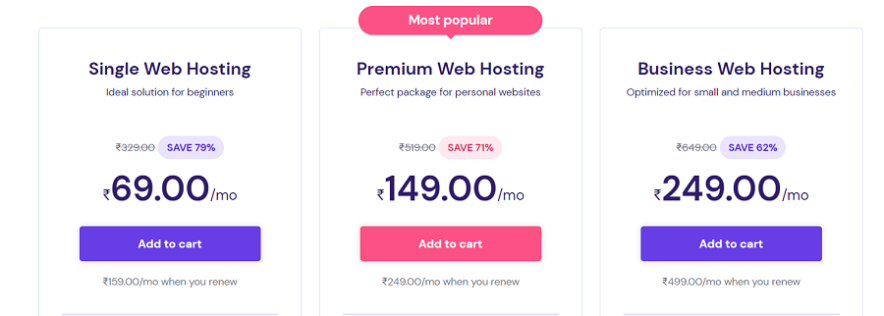 Most popular
Single Web Hosting
Ideal solution for beginners
₹329.00 SAVE 79%
₹69.00/mo
Add to cart
₹159.00/mo when you renew
Premium Web Hosting
Perfect package for personal websites
₹519.00 SAVE 71%
₹149.00/mo
Add to cart
₹249.00/mo when you renew
Business Web Hosting
Optimized for small and medium businesses
₹649.00 SAVE 62%
₹249.00/mo
Add to cart
₹499.00/mo when you renew